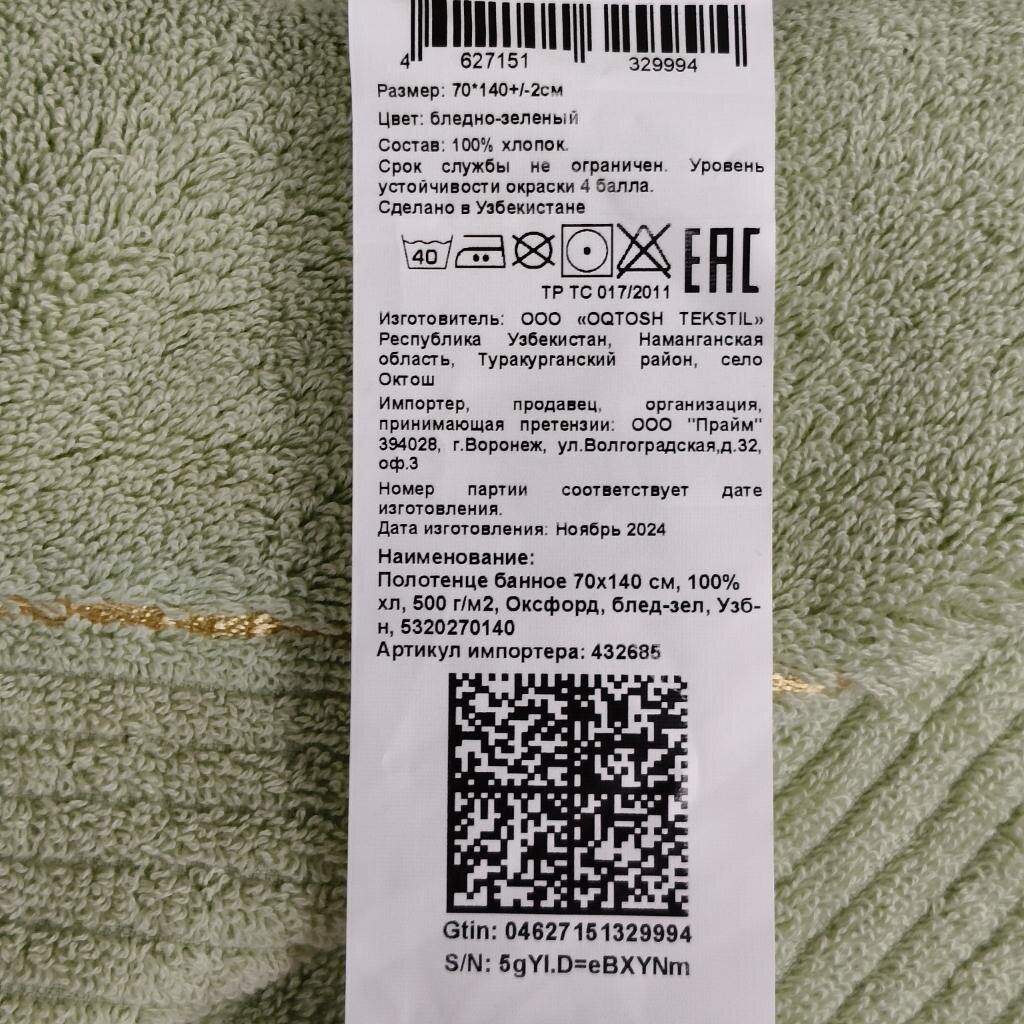 4 627151 329994
Размер: 70*140+/-2см
Цвет: бледно-зеленый
Состав: 100% хлопок.
Срок службы не ограничен. Уровень
устойчивости окраски 4 балла.
Сделано в Узбекистане
40
EAC
ТР ТС 017/2011
Изготовитель: ООО «OQTOSH TEKSTIL»
Республика Узбекистан, Наманганская
область, Туракурганский район, село
Октош
Импортер, продавец, организация,
принимающая претензии: ООО "Прайм"
394028, г.Воронеж, ул.Волгоградская,д.32,
оф.3
Номер партии соответствует дате
изготовления.
Дата изготовления: Ноябрь 2024
Наименование:
Полотенце банное 70х140 см, 100%
хл, 500 г/м2, Оксфорд, блед-зел, Узб-
н, 5320270140
Артикул импортера: 432685
Gtin: 04627151329994
S/N: 5gYI.D=eBXYNm